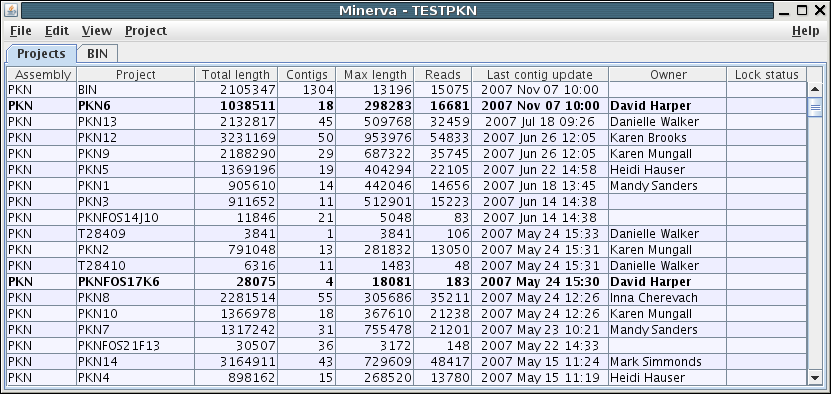 Minerva - TESTPKN
File Edit View Project Help
Projects BIN
Assembly Project Total length Contigs Max length Reads Last contig update Owner Lock status
PKN BIN 2105347 1304 13196 15075 2007 Nov 07 10:00
PKN PKN6 1038511 18 298283 16681 2007 Nov 07 10:00 David Harper
PKN PKN13 2132817 45 509768 32459 2007 Jul 18 09:26 Danielle Walker
PKN PKN12 3231169 50 953976 54833 2007 Jun 26 12:05 Karen Brooks
PKN PKN9 2188290 29 687322 35745 2007 Jun 26 12:05 Karen Mungall
PKN PKN5 1369196 19 404294 22105 2007 Jun 22 14:58 Heidi Hauser
PKN PKN1 905610 14 442046 14656 2007 Jun 18 13:45 Mandy Sanders
PKN PKN3 911652 11 512901 15223 2007 Jun 14 14:38
PKN PKNFOS14J10 11846 21 5048 83 2007 Jun 14 14:38
PKN T28409 3841 1 3841 106 2007 May 24 15:33 Danielle Walker
PKN PKN2 791048 13 281832 13050 2007 May 24 15:31 Karen Mungall
PKN T28410 6316 11 1483 48 2007 May 24 15:31 Danielle Walker
PKN PKNFOS17K6 28075 4 18081 183 2007 May 24 15:30 David Harper
PKN PKN8 2281514 55 305686 35211 2007 May 24 12:26 Inna Cherevach
PKN PKN10 1366978 18 367610 21238 2007 May 24 12:26 Karen Mungall
PKN PKN7 1317242 31 755478 21201 2007 May 23 10:21 Mandy Sanders
PKN PKNFOS21F13 30507 36 3172 148 2007 May 22 14:33
PKN PKN14 3164911 43 729609 48417 2007 May 15 11:24 Mark Simmonds
PKN PKN4 898162 15 268520 13780 2007 May 15 11:19 Heidi Hauser